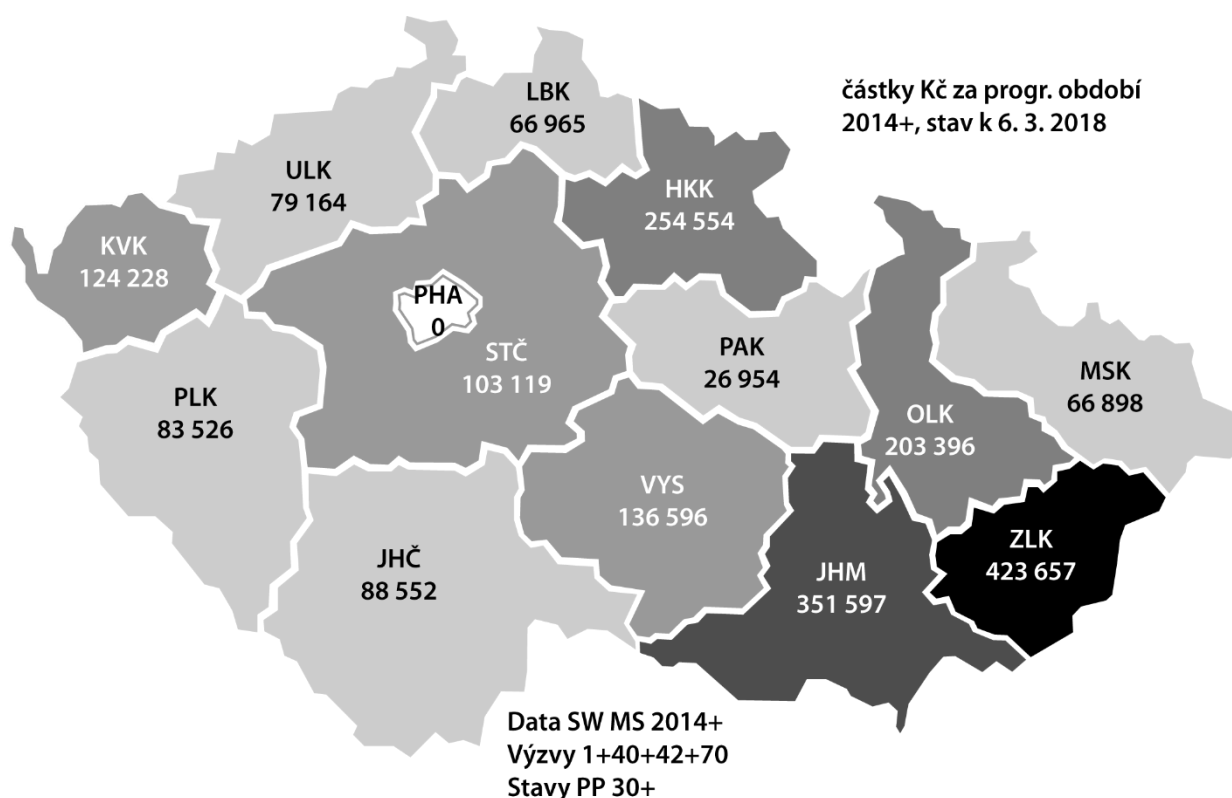 LBK
66 965
částky Kč za progr. období
2014+, stav k 6. 3. 2018
ULK
79 164
HKK
254 554
KVK
124 228
PHA
0
STČ
103 119
PAK
26 954
MSK
66 898
PLK
83 526
OLK
203 396
VYS
136 596
JHČ
88 552
JHM
351 597
ZLK
423 657
Data SW MS 2014+
Výzvy 1+40+42+70
Stavy PP 30+